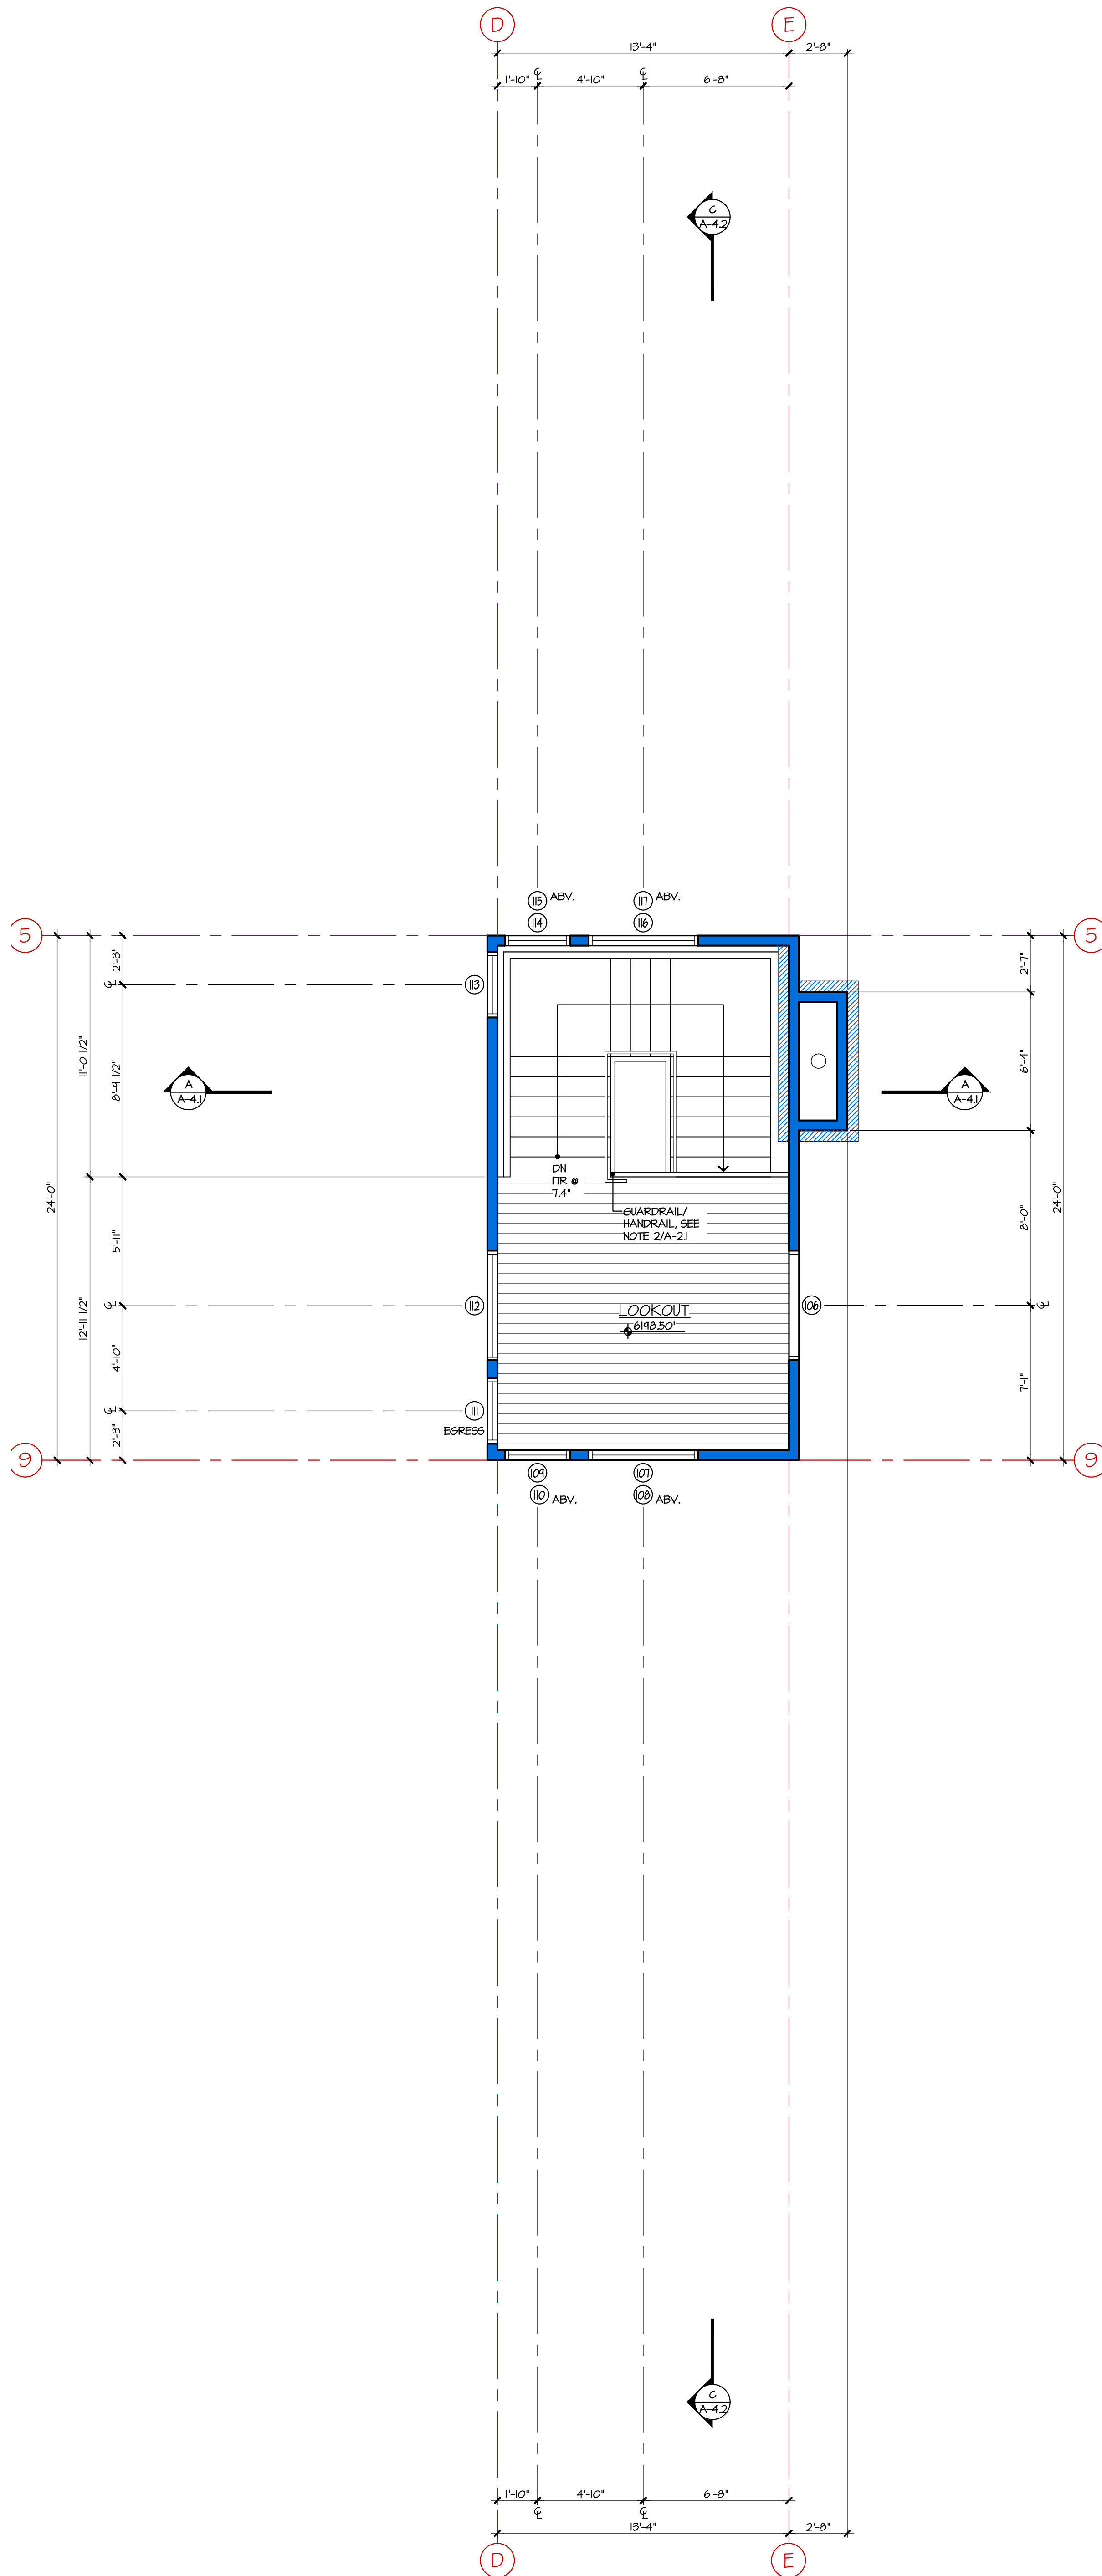 D
E
13'-4"
2'-8"
1'-10"
4'-10"
6'-8"
C
A-4.2
115 ABV.
117 ABV.
114
116
5
5
2'-3"
113
2'-7"
11'-0 1/2"
8'-9 1/2"
6'-4"
A
A-4.1
A
A-4.1
DN
17R @
7.4"
GUARDRAIL/
HANDRAIL, SEE
NOTE 2/A-2.1
24'-0"
24'-0"
5'-11"
8'-0"
112
LOOKOUT
6198.50'
106
12'-11 1/2"
4'-10"
7'-1"
111
EGRESS
2'-3"
9
9
109
107
110 ABV.
108 ABV.
C
A-4.2
1'-10"
4'-10"
6'-8"
13'-4"
2'-8"
D
E